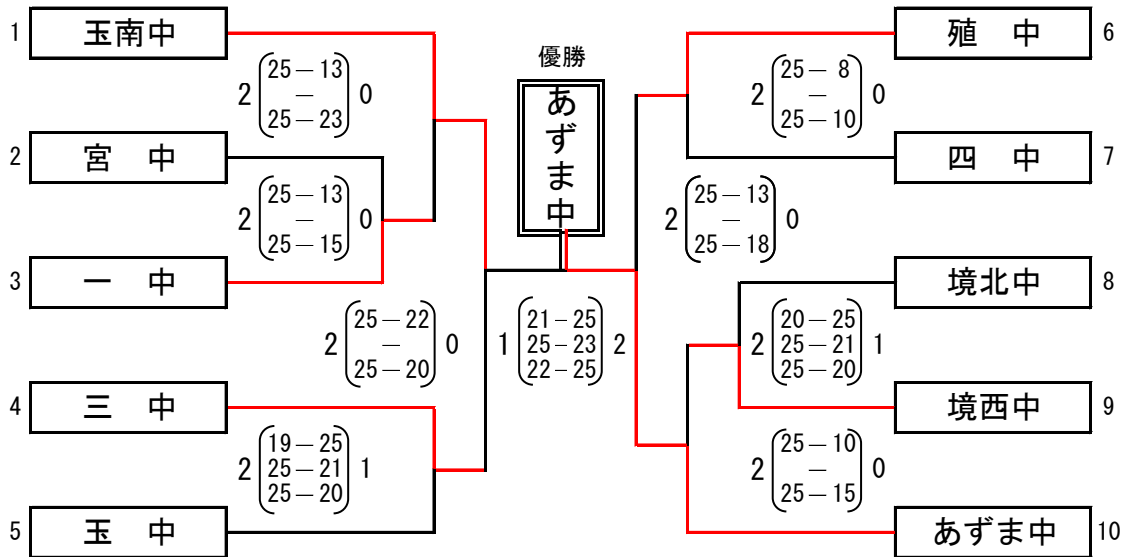 1 玉南中
2 宮　中
3 一　中
4 三　中
5 玉　中
2 25－13 0
－
25－23
2 25－13 0
－
25－15
2 25－22 0
－
25－20
2 19－25 1
25－21
25－20
優勝
あずま中
1 21－25 2
25－23
22－25
殖　中 6
四　中 7
境北中 8
境西中 9
あずま中 10
2 25－ 8 0
－
25－10
2 25－13 0
－
25－18
2 20－25 1
25－21
25－20
2 25－10 0
－
25－15